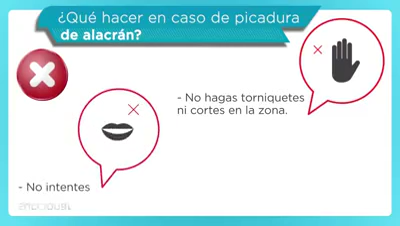 ¿Qué hacer en caso de picadura
de alacrán?
- No hagas torniquetes
ni cortes en la zona.
- No intentes